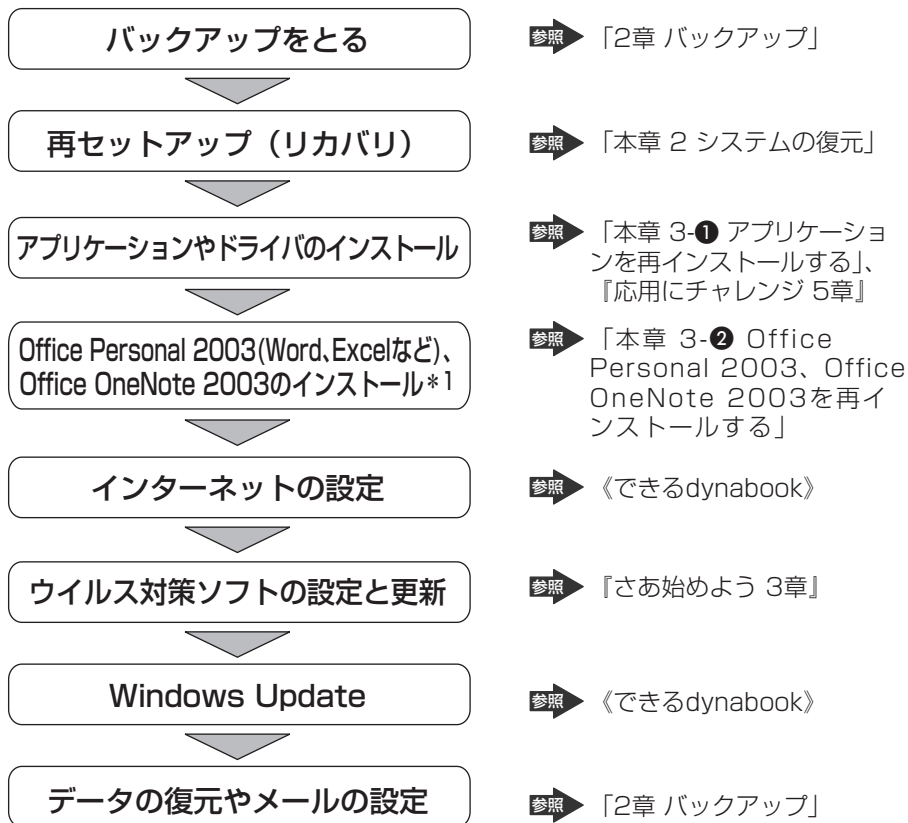 バックアップをとる
参照 「2章 バックアップ」
再セットアップ（リカバリ）
参照 「本章 2 システムの復元」
アプリケーションやドライバのインストール
参照 「本章 3-❶ アプリケーショ
ンを再インストールする」、
『応用にチャレンジ 5章』
Office Personal 2003(Word、Excelなど)、
Office OneNote 2003のインストール＊1
参照 「本章 3-❷ Office
Personal 2003、Office
OneNote 2003を再イ
ンストールする」
インターネットの設定
参照 《できるdynabook》
ウイルス対策ソフトの設定と更新
参照 『さあ始めよう 3章』
Windows Update
参照 《できるdynabook》
データの復元やメールの設定
参照 「2章 バックアップ」